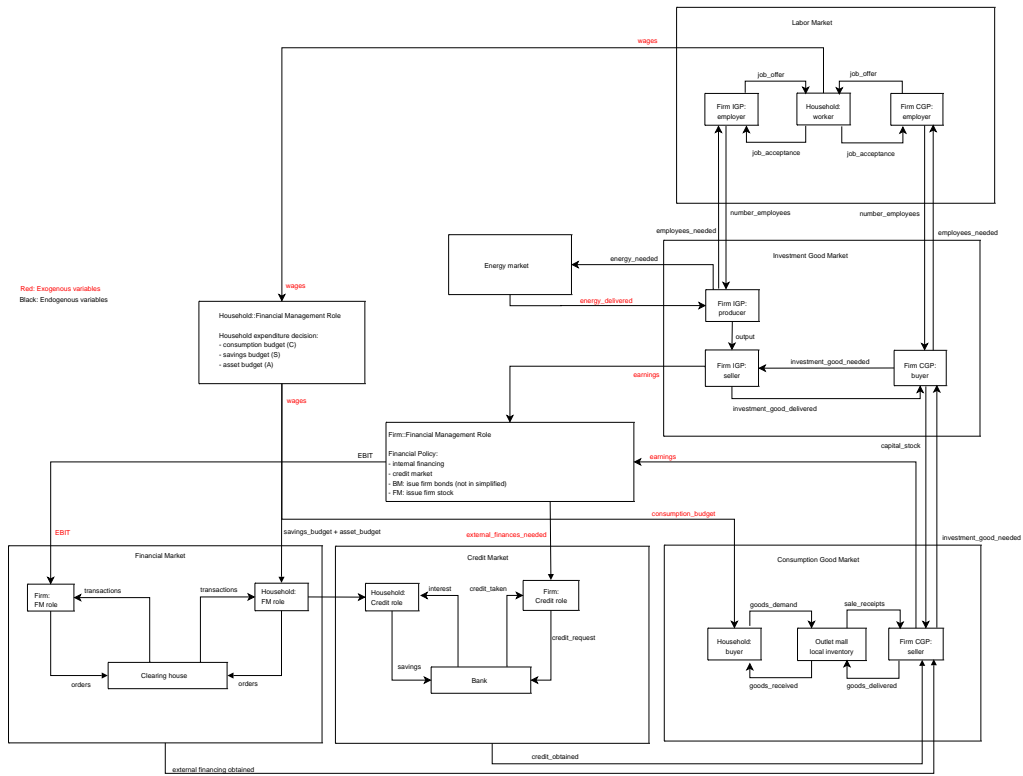 Labor Market
wages
job_offer
job_offer
Firm IGP:
employer
Household:
worker
Firm CGP:
employer
job_acceptance
job_acceptance
number_employees
number_employees
employees_needed
employees_needed
Energy market
energy_needed
energy_delivered
Investment Good Market
Firm IGP:
producer
output
Firm IGP:
seller
investment_good_needed
Firm CGP:
buyer
investment_good_delivered
Red: Exogenous variables
Black: Endogenous variables
wages
Household::Financial Management Role
Household expenditure decision:
- consumption budget (C)
- savings budget (S)
- asset budget (A)
wages
earnings
Firm::Financial Management Role
Financial Policy:
- internal financing
- credit market
- BM: isue firm bonds (not in simplified)
- FM: issue firm stock
EBIT
earnings
capital_stock
consumption_budget
EBIT
savings_budget + asset_budget
external_finances_needed
investment_good_needed
Financial Market
Firm:
FM role
transactions
transactions
Household:
FM role
orders
Clearing house
orders
Credit Market
Household:
Credit role
interest
credit_taken
Firm:
Credit role
credit_request
savings
Bank
Consumption Good Market
goods_demand
sale_receipts
Household:
buyer
Outlet mall
local inventory
Firm CGP:
seller
goods_received
goods_delivered
credit_obtained
external financing obtained